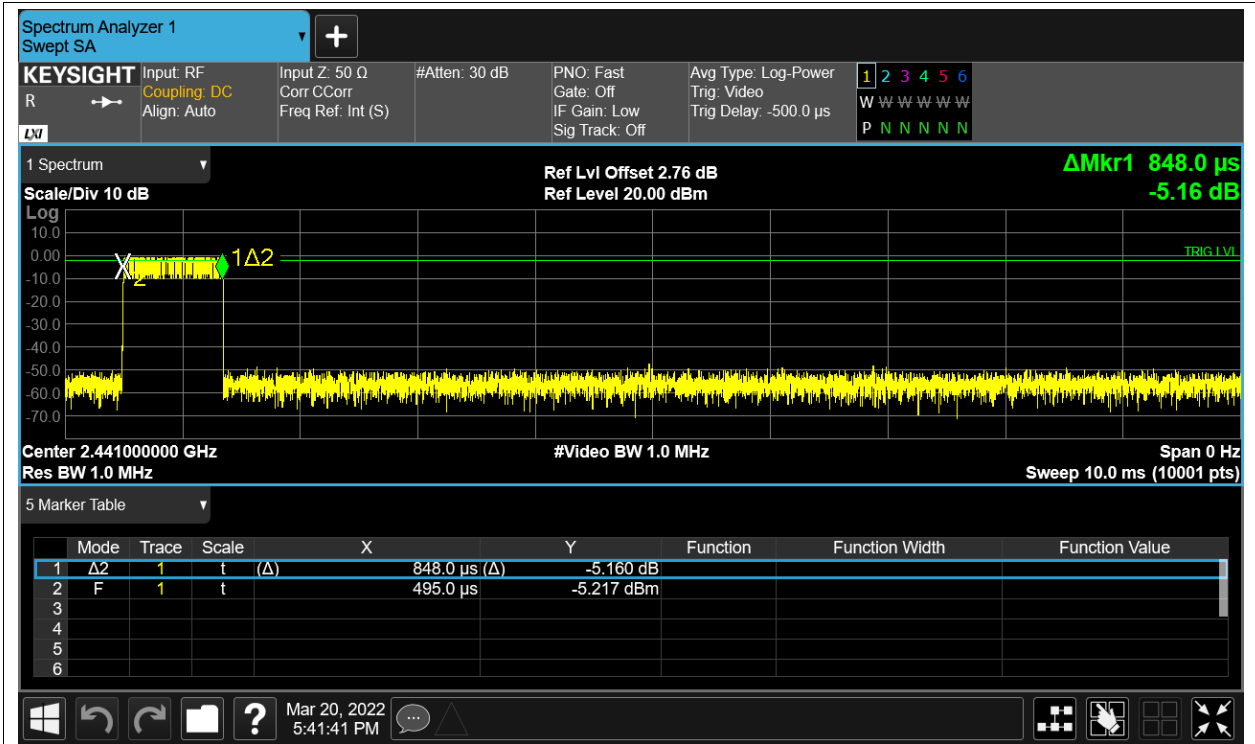 Spectrum Analyzer 1
Swept SA
KEYSIGHT Input: RF Input Z: 50 Ω #Atten: 30 dB PNO: Fast Avg Type: Log-Power 1 2 3 4 5 6
R Coupling: DC Corr CCorr Gate: Off Trig: Video W W W W W W
Align: Auto Freq Ref: Int (S) IF Gain: Low Trig Delay: -500.0 µs
LXI Sig Track: Off P N N N N N
1 Spectrum Ref Lvl Offset 2.76 dB ΔMkr1 848.0 µs
Scale/Div 10 dB Ref Level 20.00 dBm -5.16 dB
Log
10.0
0.00 TRIG LVL
1Δ2
2
-10.0
-20.0
-30.0
-40.0
-50.0
-60.0
-70.0
Center 2.441000000 GHz #Video BW 1.0 MHz Span 0 Hz
Res BW 1.0 MHz Sweep 10.0 ms (10001 pts)
5 Marker Table
Mode Trace Scale X Y Function Function Width Function Value
1 Δ2 1 t (Δ) 848.0 µs (Δ) -5.160 dB
2 F 1 t 495.0 µs -5.217 dBm
3
4
5
6
? Mar 20, 2022
5:41:41 PM